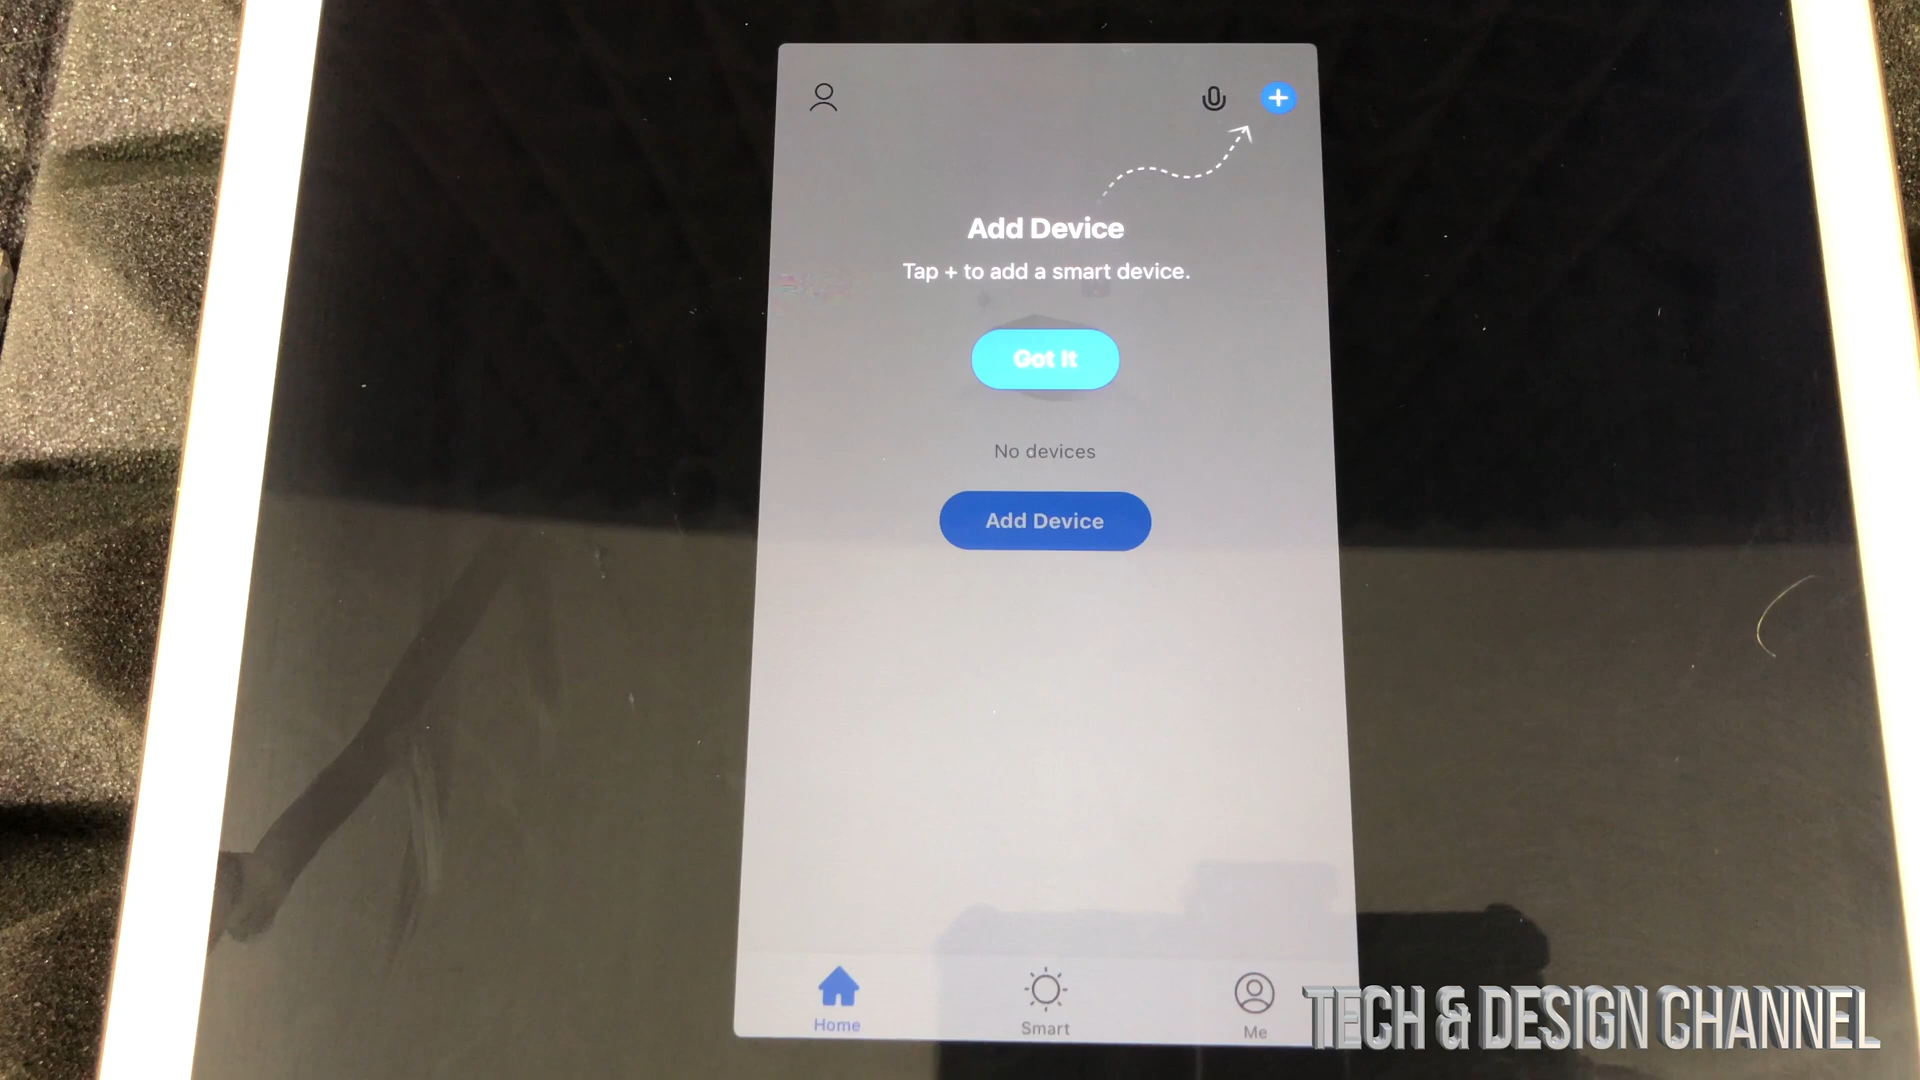 Add Device
Tap + to add a smart device.
Got It
No devices
Add Device
Home
Smart
Me
TECH & DESIGN CHANNEL